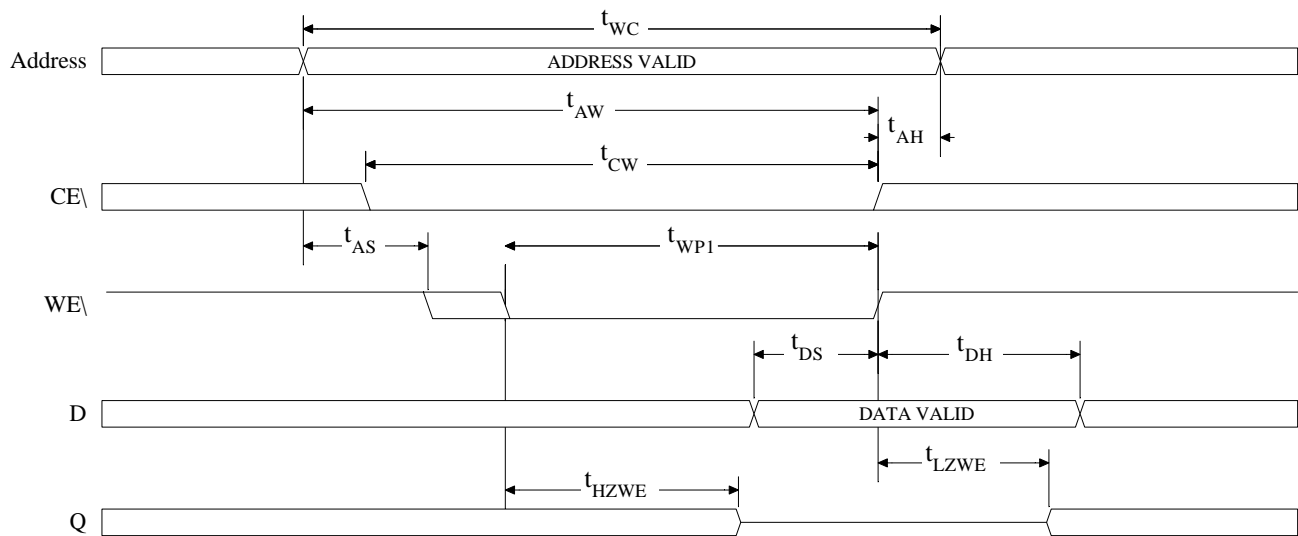 tWC
Address
ADDRESS VALID
tAW
tAH
tCW
CE\
tAS
tWP1
WE\
tDS
tDH
D
DATA VALID
tLZWE
tHZWE
Q